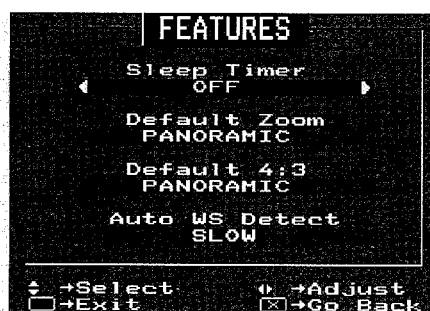 FEATURES
Sleep Timer
OFF
Default Zoom
PANORAMIC
Default 4:3
PANORAMIC
Auto WS Detect
SLOW
→Select →Adjust
→Exit →Go Back